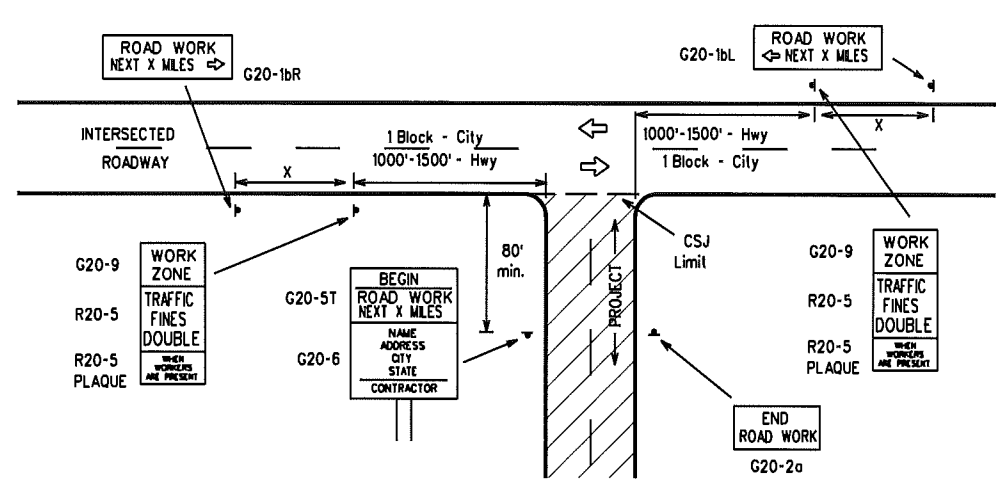 ROAD WORK
NEXT X MILES ⇨
G20-1bR
G20-1bL
ROAD WORK
⇦ NEXT X MILES
INTERSECTED
ROADWAY
1 Block - City
1000'-1500' - Hwy
X
⇦
⇨
1000'-1500' - Hwy
1 Block - City
X
80'
min.
CSJ
Limit
PROJECT
G20-9
WORK
ZONE
R20-5
TRAFFIC
FINES
DOUBLE
R20-5
PLAQUE
WHEN
WORKERS
ARE PRESENT
G20-5T
BEGIN
ROAD WORK
NEXT X MILES
G20-6
NAME
ADDRESS
CITY
STATE
CONTRACTOR
G20-9
WORK
ZONE
R20-5
TRAFFIC
FINES
DOUBLE
R20-5
PLAQUE
WHEN
WORKERS
ARE PRESENT
END
ROAD WORK
G20-2a